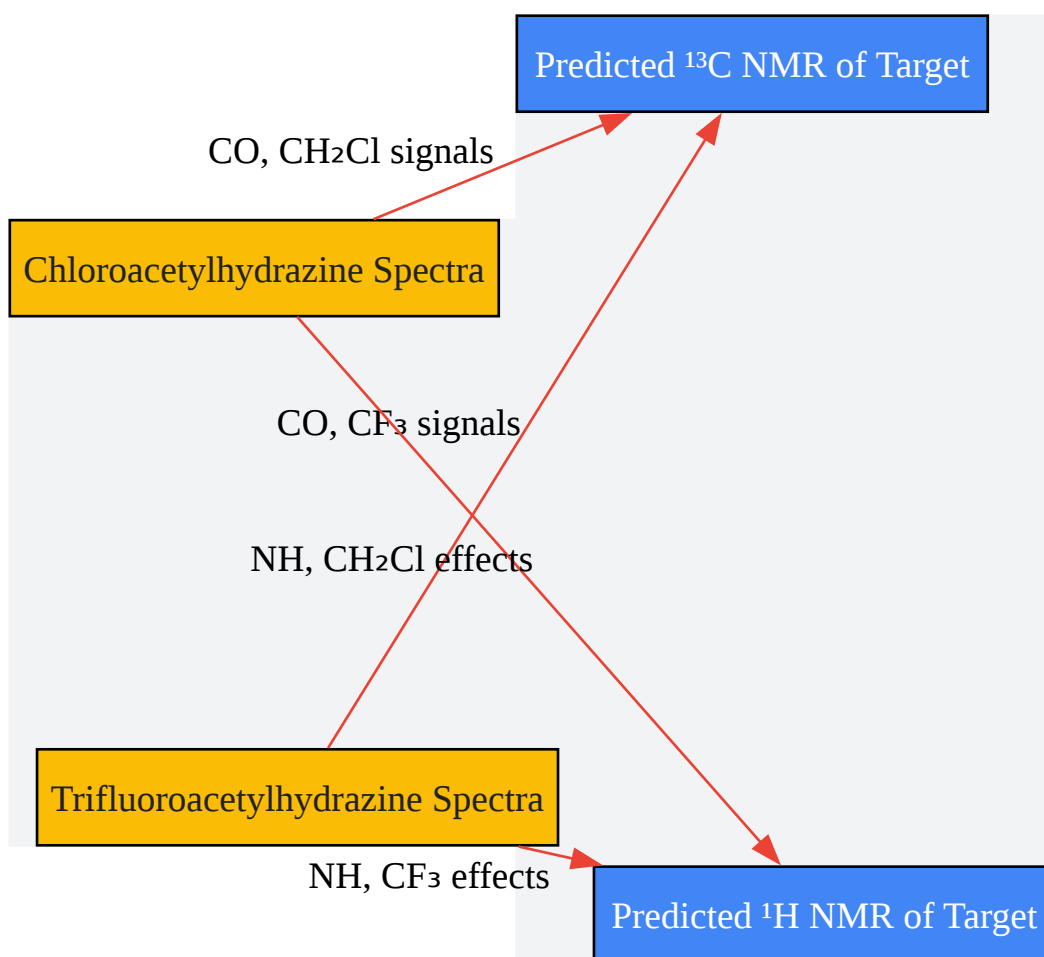 Predicted ¹³C NMR of Target
CO, CH₂Cl signals
Chloroacetylhydrazine Spectra
CO, CF₃ signals
NH, CH₂Cl effects
Trifluoroacetylhydrazine Spectra
NH, CF₃ effects
Predicted ¹H NMR of Target